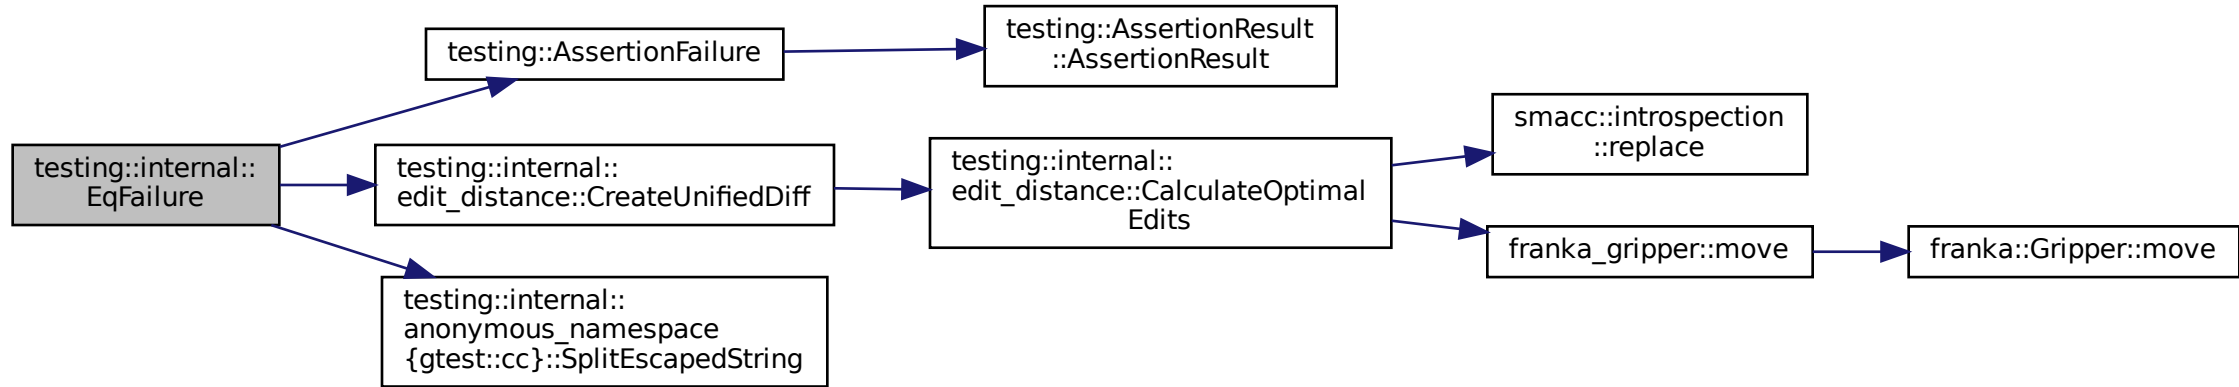 testing::internal::
EqFailure
testing::AssertionFailure
testing::AssertionResult
::AssertionResult
testing::internal::
edit_distance::CreateUnifiedDiff
testing::internal::
edit_distance::CalculateOptimal
Edits
smacc::introspection
::replace
franka_gripper::move
franka::Gripper::move
testing::internal::
anonymous_namespace
{gtest::cc}::SplitEscapedString